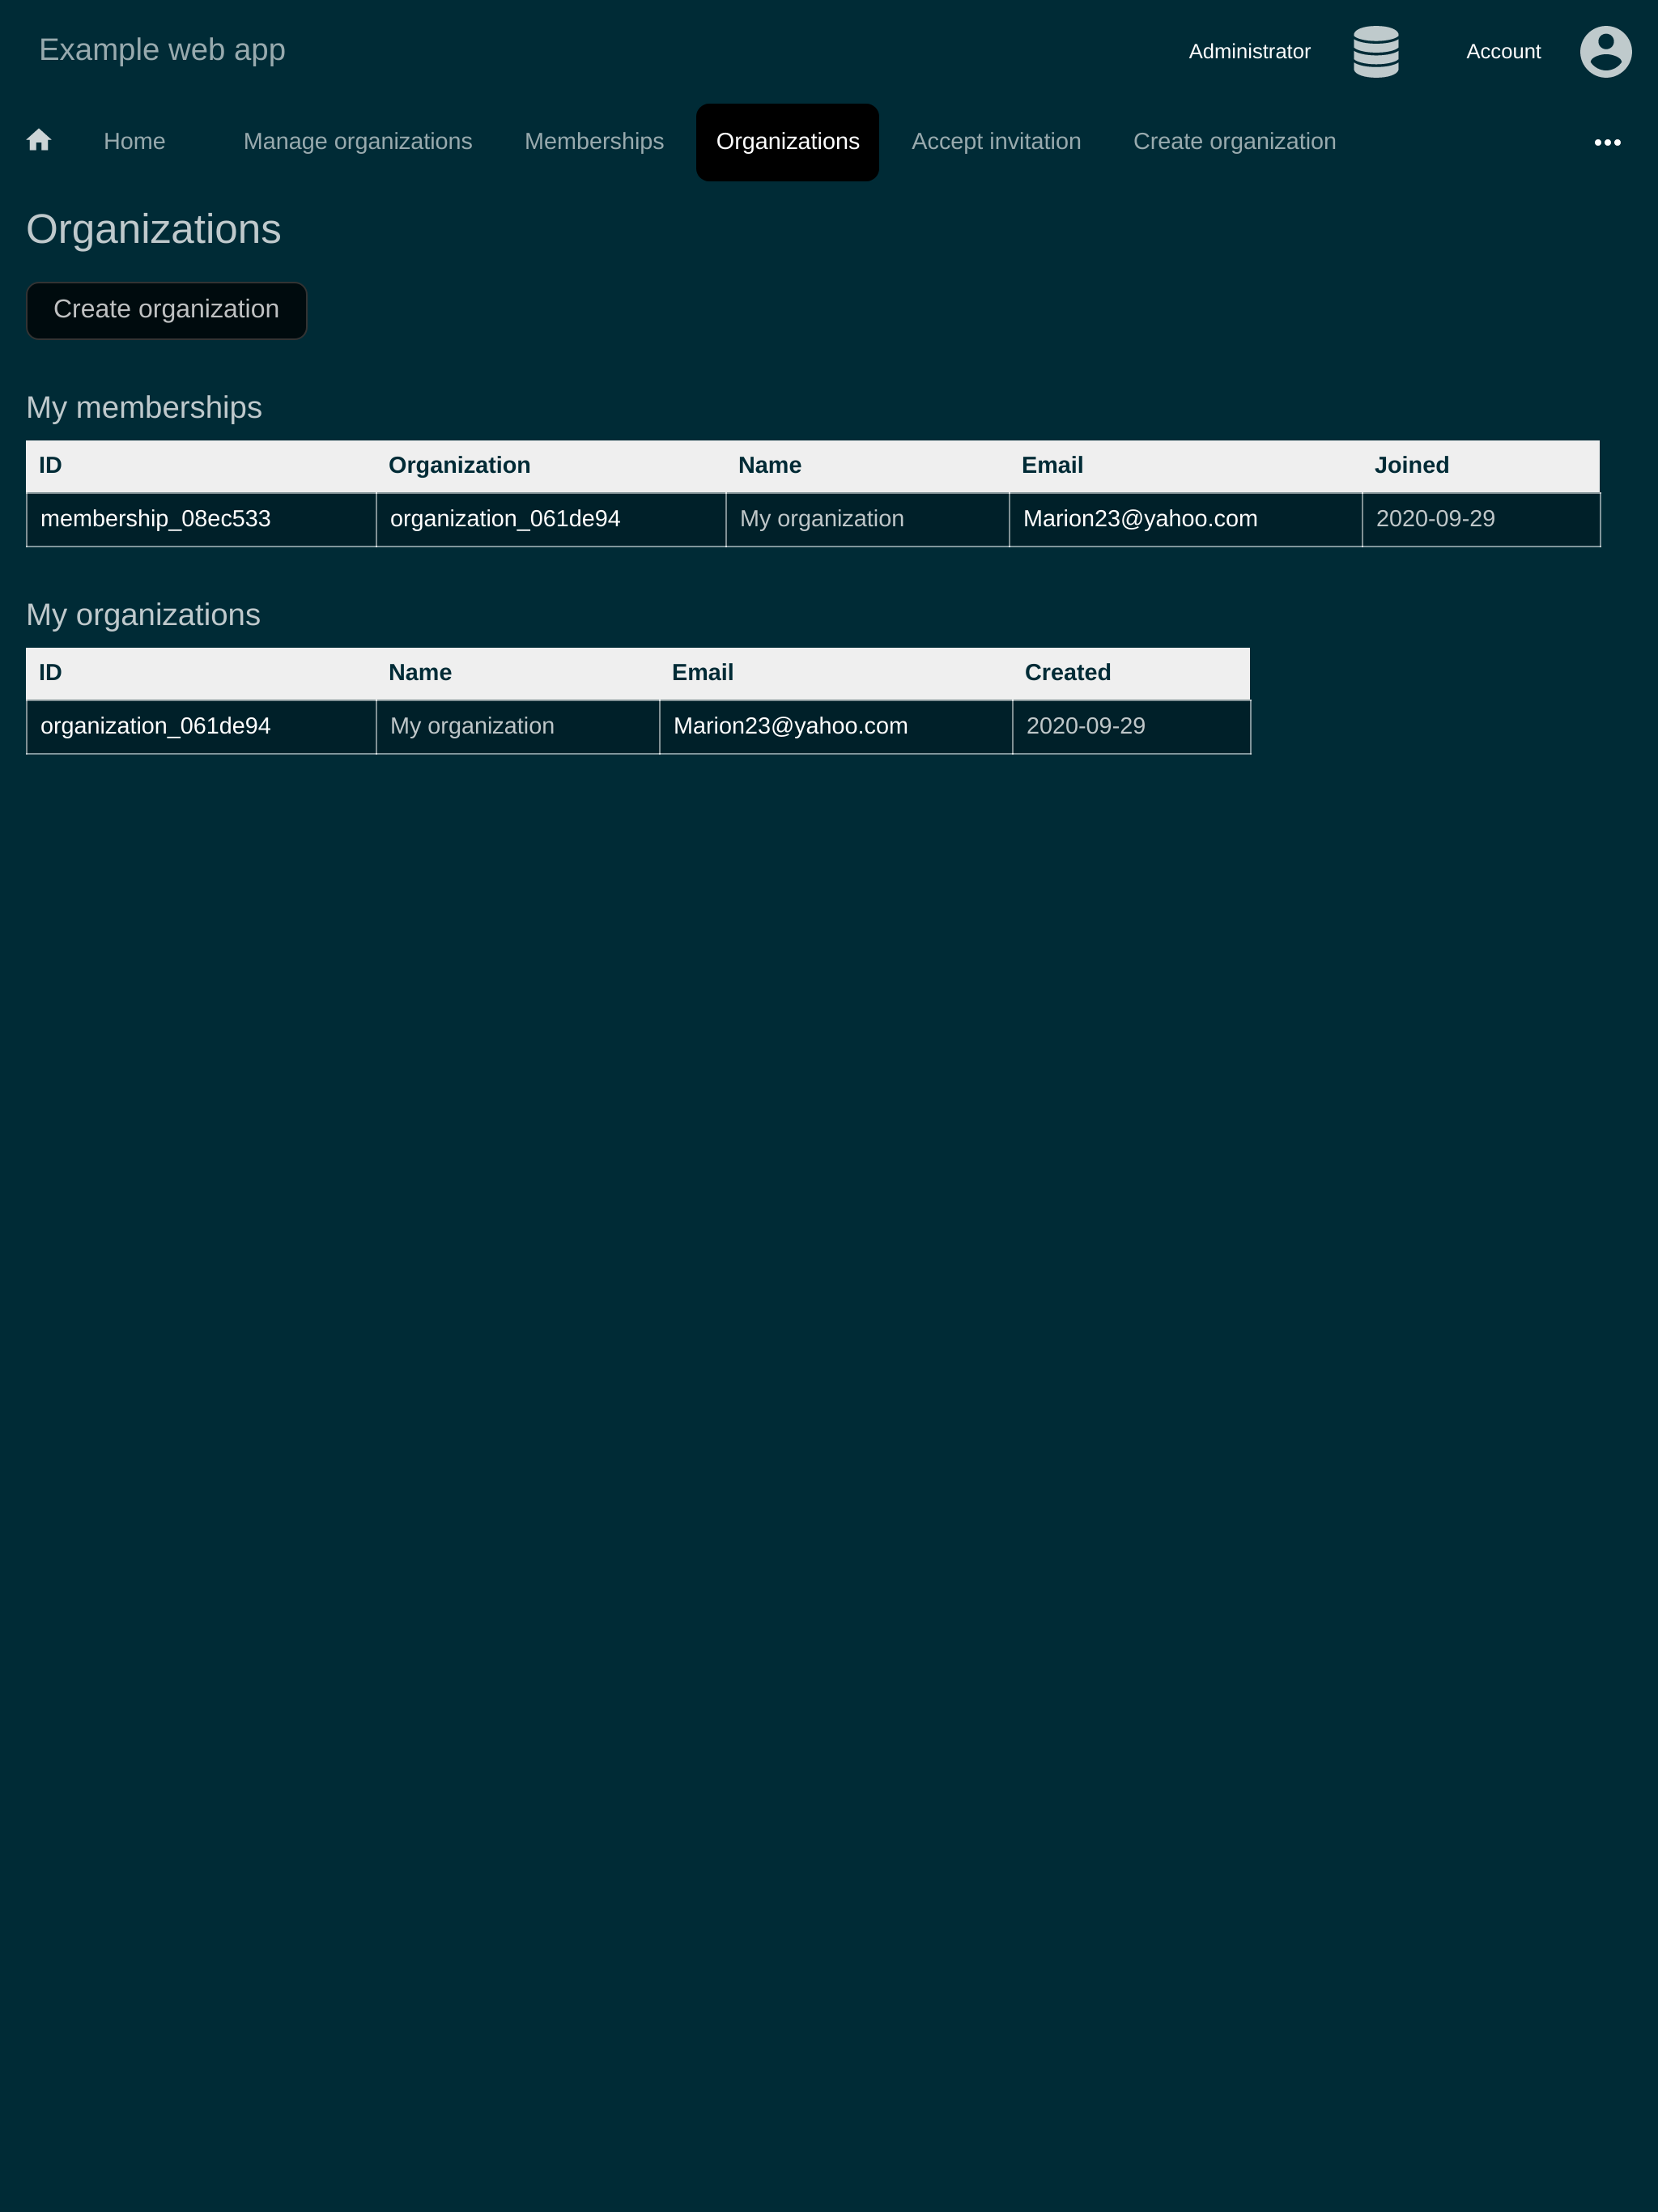 Example web app
Administrator
Account
Home
Manage organizations
Memberships
Organizations
Accept invitation
Create organization
Organizations
Create organization
My memberships
ID Organization Name Email Joined
membership_08ec533 organization_061de94 My organization Marion23@yahoo.com 2020-09-29
My organizations
ID Name Email Created
organization_061de94 My organization Marion23@yahoo.com 2020-09-29